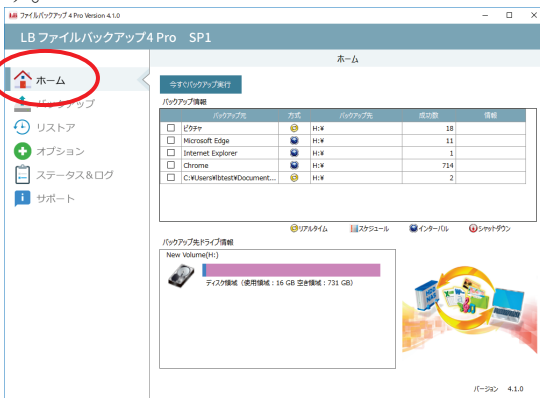 LB ファイルバックアップ 4 Pro Version 4.1.0
LB ファイルバックアップ4 Pro SP1
ホーム
ホーム
バックアップ
リストア
オプション
ステータス&ログ
サポート
今すぐバックアップ実行
バックアップ情報
バックアップ元 方式 バックアップ先 成功数 情報
ピクチャ H:¥ 18
Microsoft Edge H:¥ 11
Internet Explorer H:¥ 1
Chrome H:¥ 714
C:¥Users¥lbtest¥Document... H:¥ 2
リアルタイム スケジュール インターバル シャットダウン
バックアップ先ドライブ情報
New Volume(H:)
ディスク領域（使用領域：16 GB 空き領域：731 GB）
バージョン 4.1.0